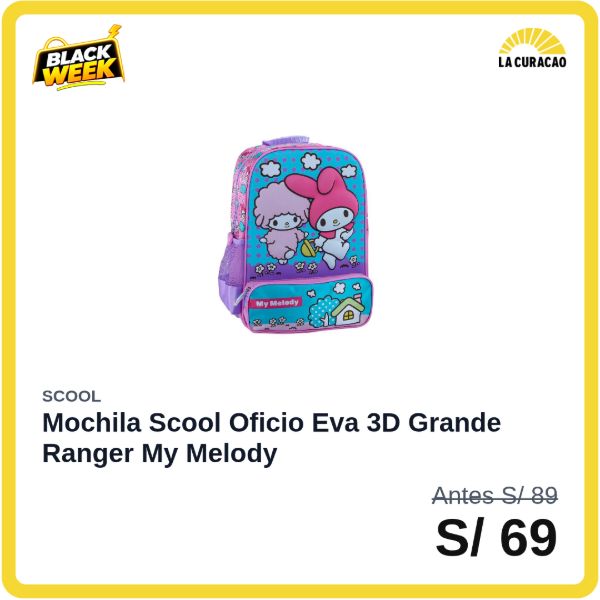 BLACK
WEEK
LA CURACAO
My Melody
SCOOL
Mochila Scool Oficio Eva 3D Grande
Ranger My Melody
Antes S/ 89
S/ 69